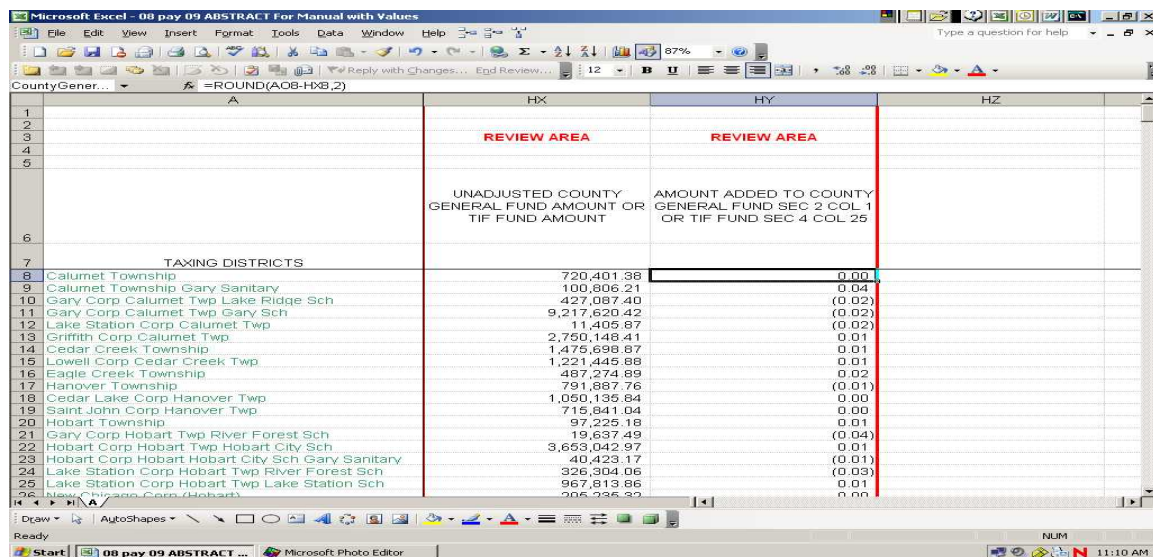 Microsoft Excel - 08 pay 09 ABSTRACT For Manual with Values
File Edit View Insert Format Tools Data Window Help Type a question for help
87%
Reply with Changes... End Review... 12 B U
CountyGener... fx =ROUND(AO8-HX8,2)
A HX HY HZ
1
2
3 REVIEW AREA REVIEW AREA
4
5
UNADJUSTED COUNTY AMOUNT ADDED TO COUNTY
GENERAL FUND AMOUNT OR GENERAL FUND SEC 2 COL 1
TIF FUND AMOUNT OR TIF FUND SEC 4 COL 25
6
7 TAXING DISTRICTS
8 Calumet Township 720,401.38 0.00
9 Calumet Township Gary Sanitary 100,806.21 0.04
10 Gary Corp Calumet Twp Lake Ridge Sch 427,087.40 (0.02)
11 Gary Corp Calumet Twp Gary Sch 9,217,620.42 (0.02)
12 Lake Station Corp Calumet Twp 11,405.87 (0.02)
13 Griffith Corp Calumet Twp 2,750,148.41 0.01
14 Cedar Creek Township 1,475,698.87 0.01
15 Lowell Corp Cedar Creek Twp 1,221,445.88 0.01
16 Eagle Creek Township 487,274.89 0.02
17 Hanover Township 791,887.76 (0.01)
18 Cedar Lake Corp Hanover Twp 1,050,135.84 0.00
19 Saint John Corp Hanover Twp 715,841.04 0.00
20 Hobart Township 97,225.18 0.01
21 Gary Corp Hobart Twp River Forest Sch 19,637.49 (0.04)
22 Hobart Corp Hobart Twp Hobart City Sch 3,653,042.97 0.01
23 Hobart Corp Hobart Hobart City Sch Gary Sanitary 40,423.17 (0.01)
24 Lake Station Corp Hobart Twp River Forest Sch 326,304.06 (0.03)
25 Lake Station Corp Hobart Twp Lake Station Sch 967,813.86 0.01
26 New Chicago Corp (Hobart) 205,235.32 0.00
A
Draw AutoShapes
Ready NUM
Start 08 pay 09 ABSTRACT ... Microsoft Photo Editor 11:10 AM